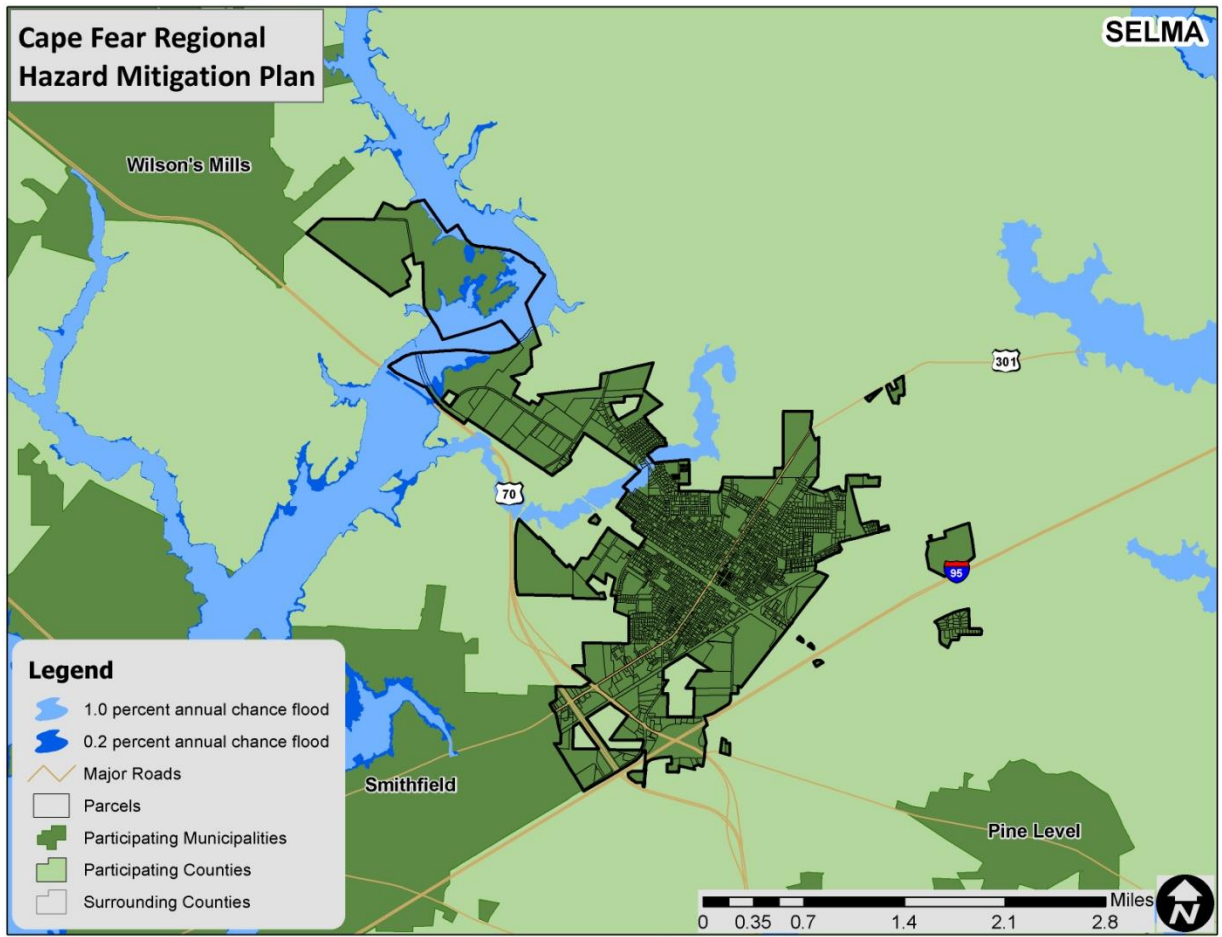 Cape Fear Regional
Hazard Mitigation Plan
SELMA
Wilson's Mills
301
70
95
Legend
1.0 percent annual chance flood
0.2 percent annual chance flood
Major Roads
Parcels
Participating Municipalities
Participating Counties
Surrounding Counties
Smithfield
Pine Level
Miles
0 0.35 0.7 1.4 2.1 2.8
N